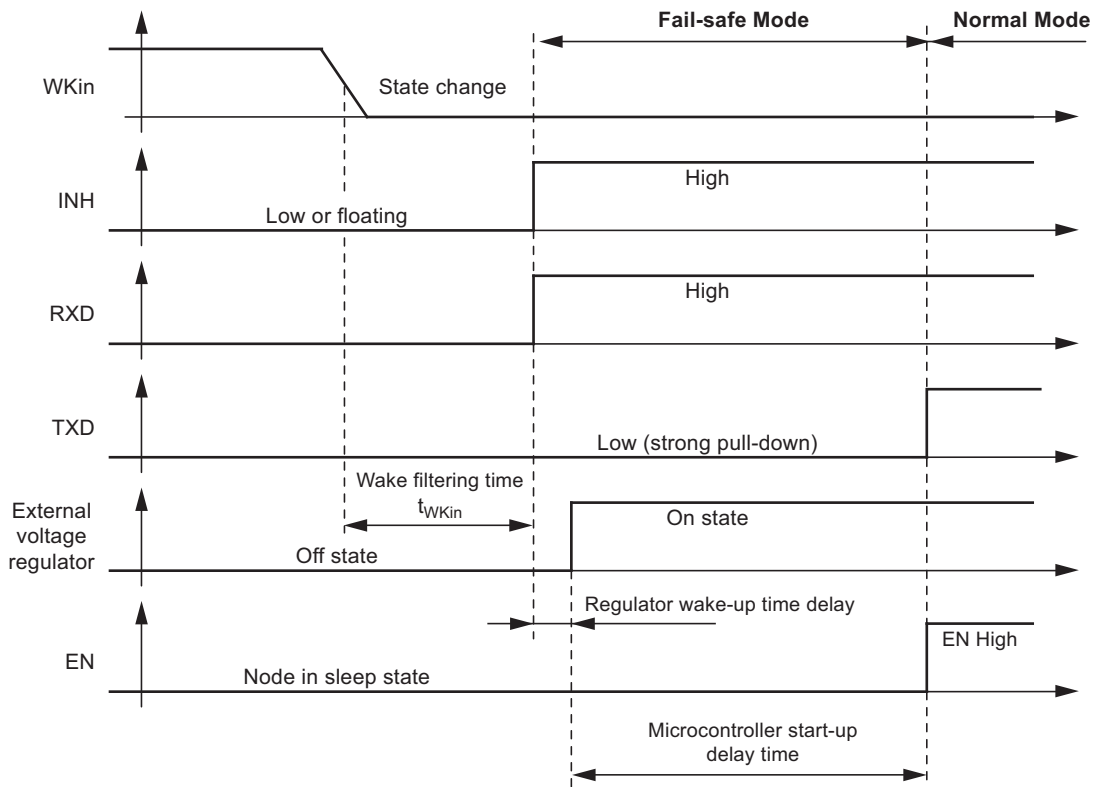 Fail-safe Mode
Normal Mode
WKin
State change
INH
High
Low or floating
RXD
High
TXD
Low (strong pull-down)
Wake filtering time
tWKin
External
voltage
regulator
On state
Off state
Regulator wake-up time delay
EN
EN High
Node in sleep state
Microcontroller start-up
delay time